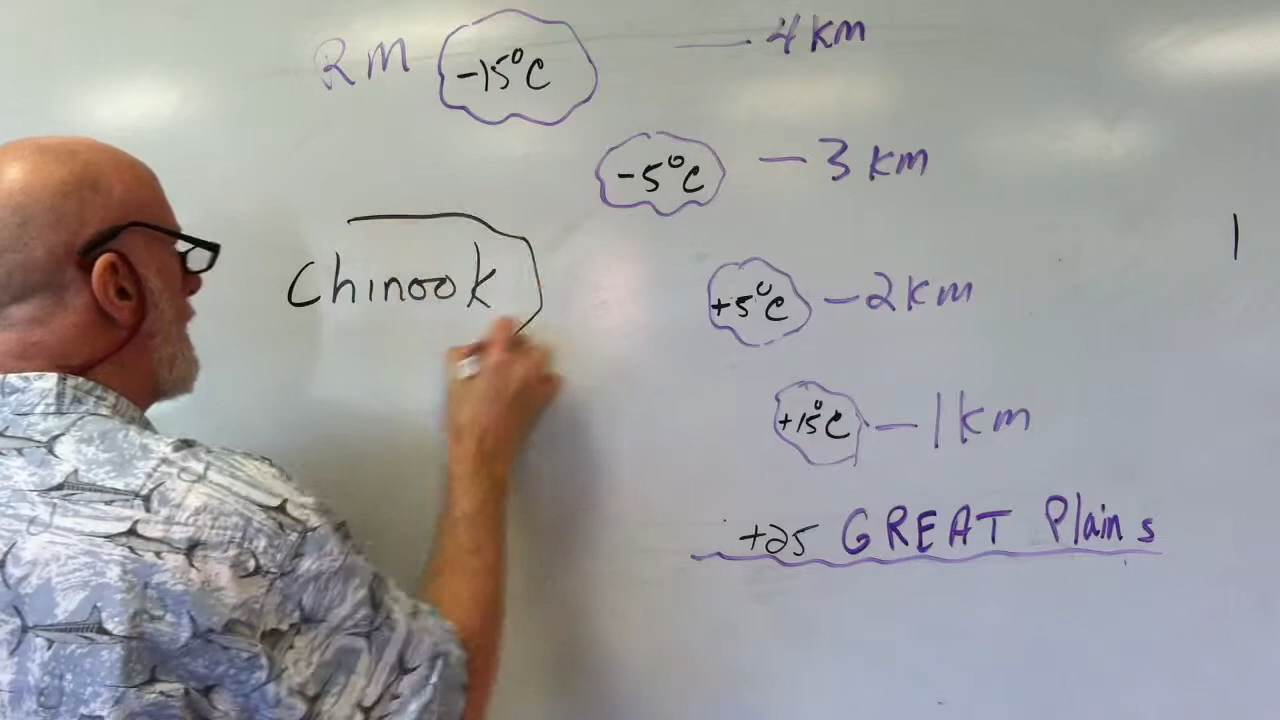 RM -15°C — 4 km
-5°C — 3 km
Chinook
+5°C — 2 km
+15°C — 1 km
+25 GREAT Plains